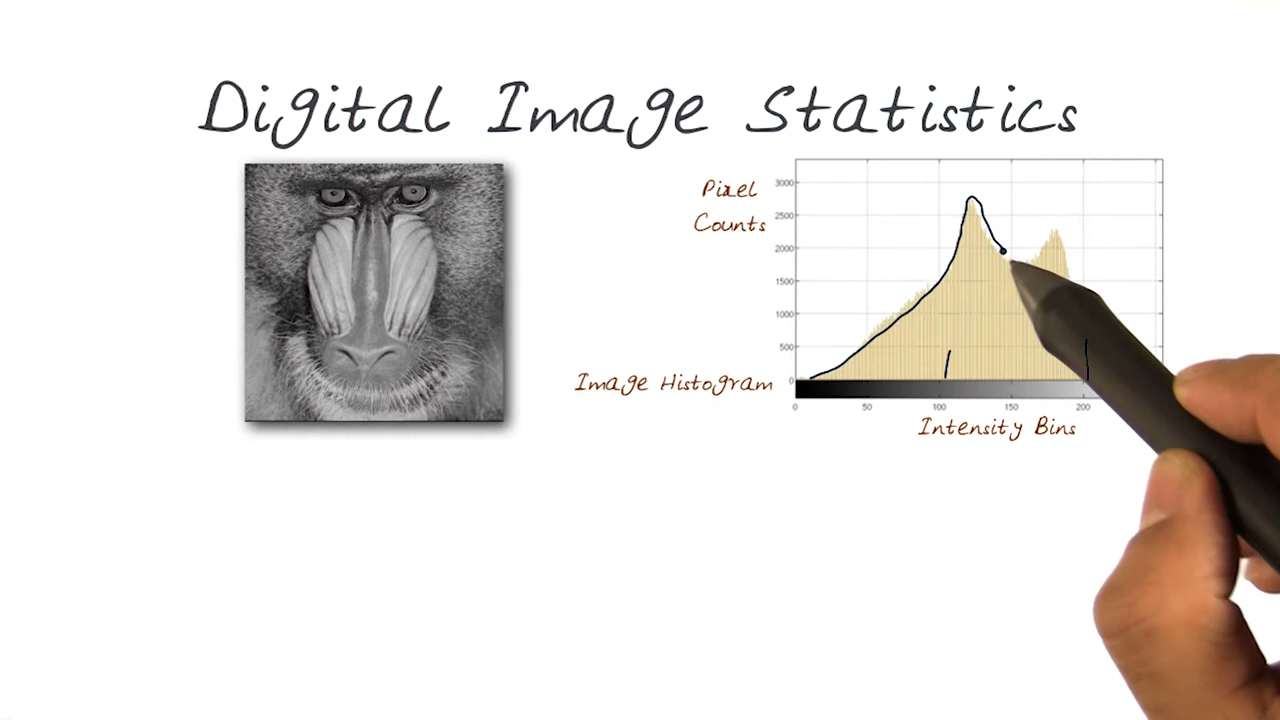 Digital Image Statistics
Pixel
Counts
3000
2500
2000
1500
1000
500
0
Image Histogram
0 50 100 150 200
Intensity Bins